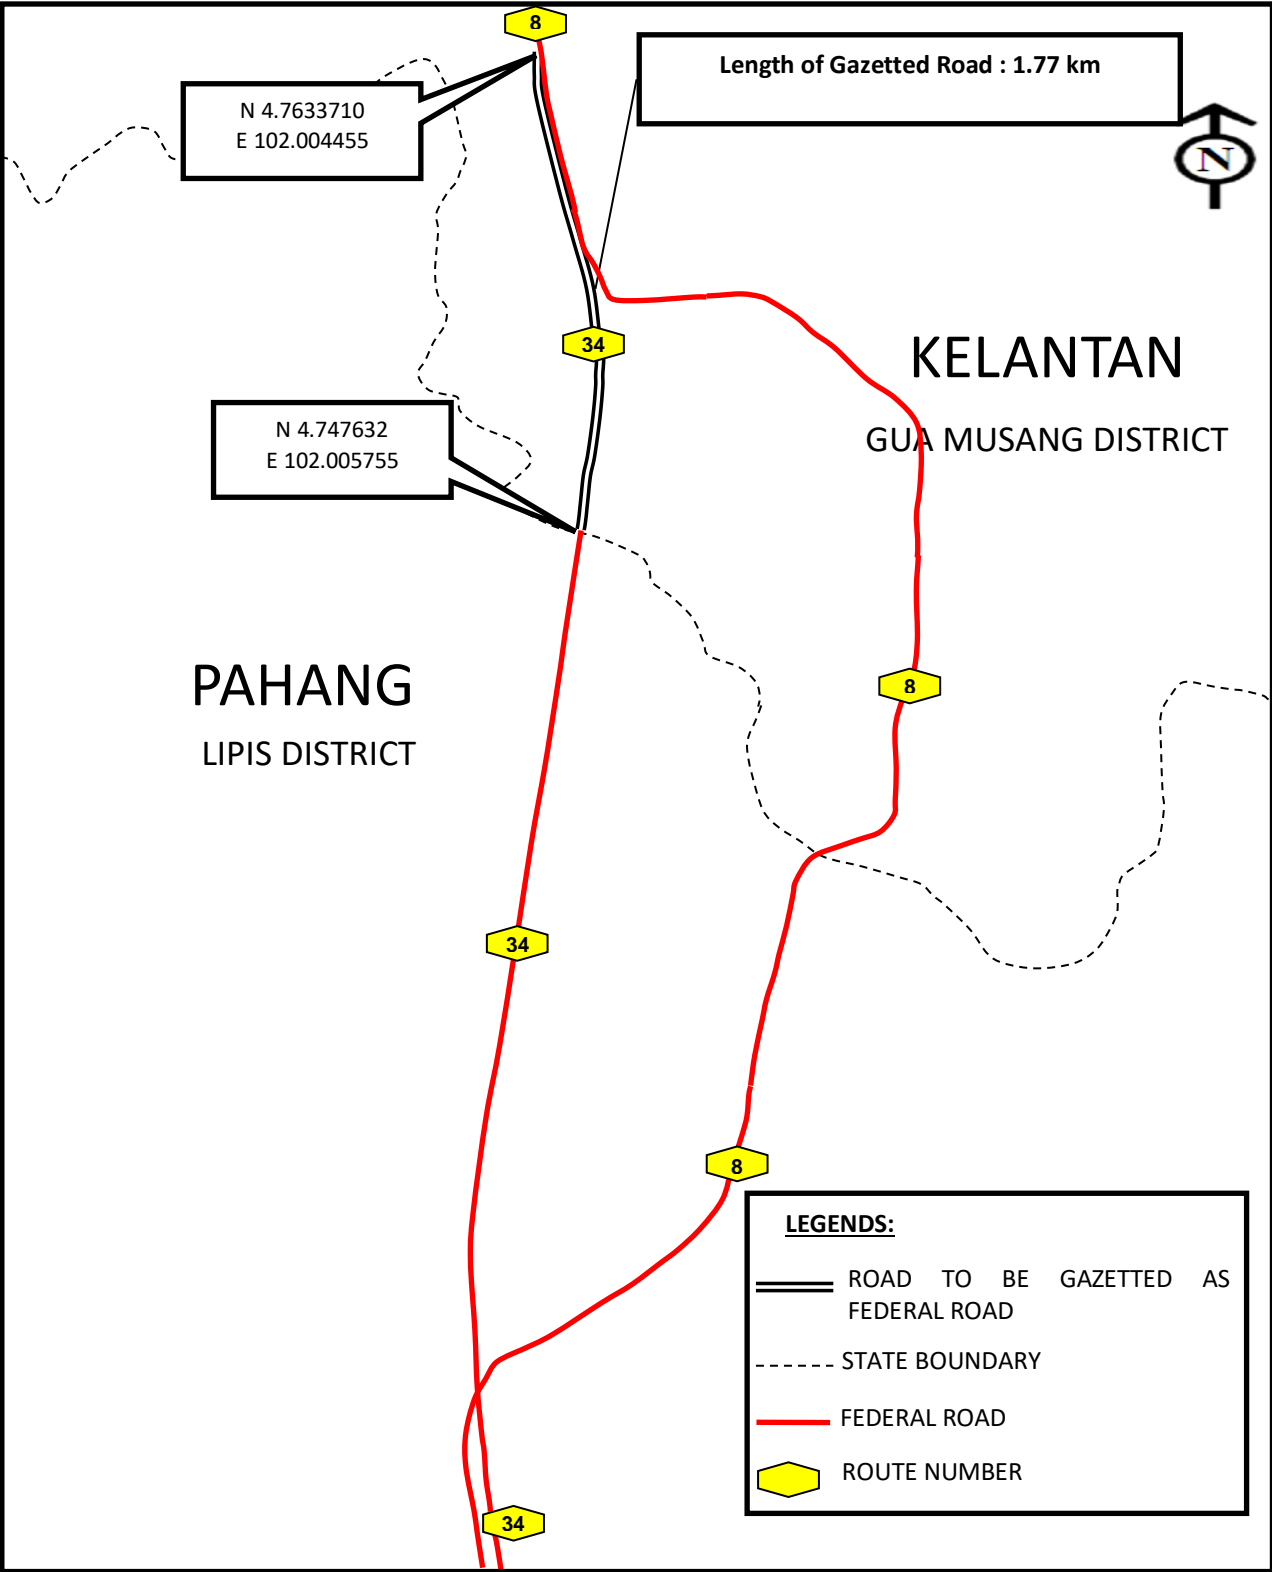 8
Length of Gazetted Road : 1.77 km
N 4.7633710
E 102.004455
N
34
KELANTAN
GUA MUSANG DISTRICT
N 4.747632
E 102.005755
PAHANG
LIPIS DISTRICT
8
34
8
LEGENDS:
ROAD TO BE GAZETTED AS
FEDERAL ROAD
STATE BOUNDARY
FEDERAL ROAD
ROUTE NUMBER
34